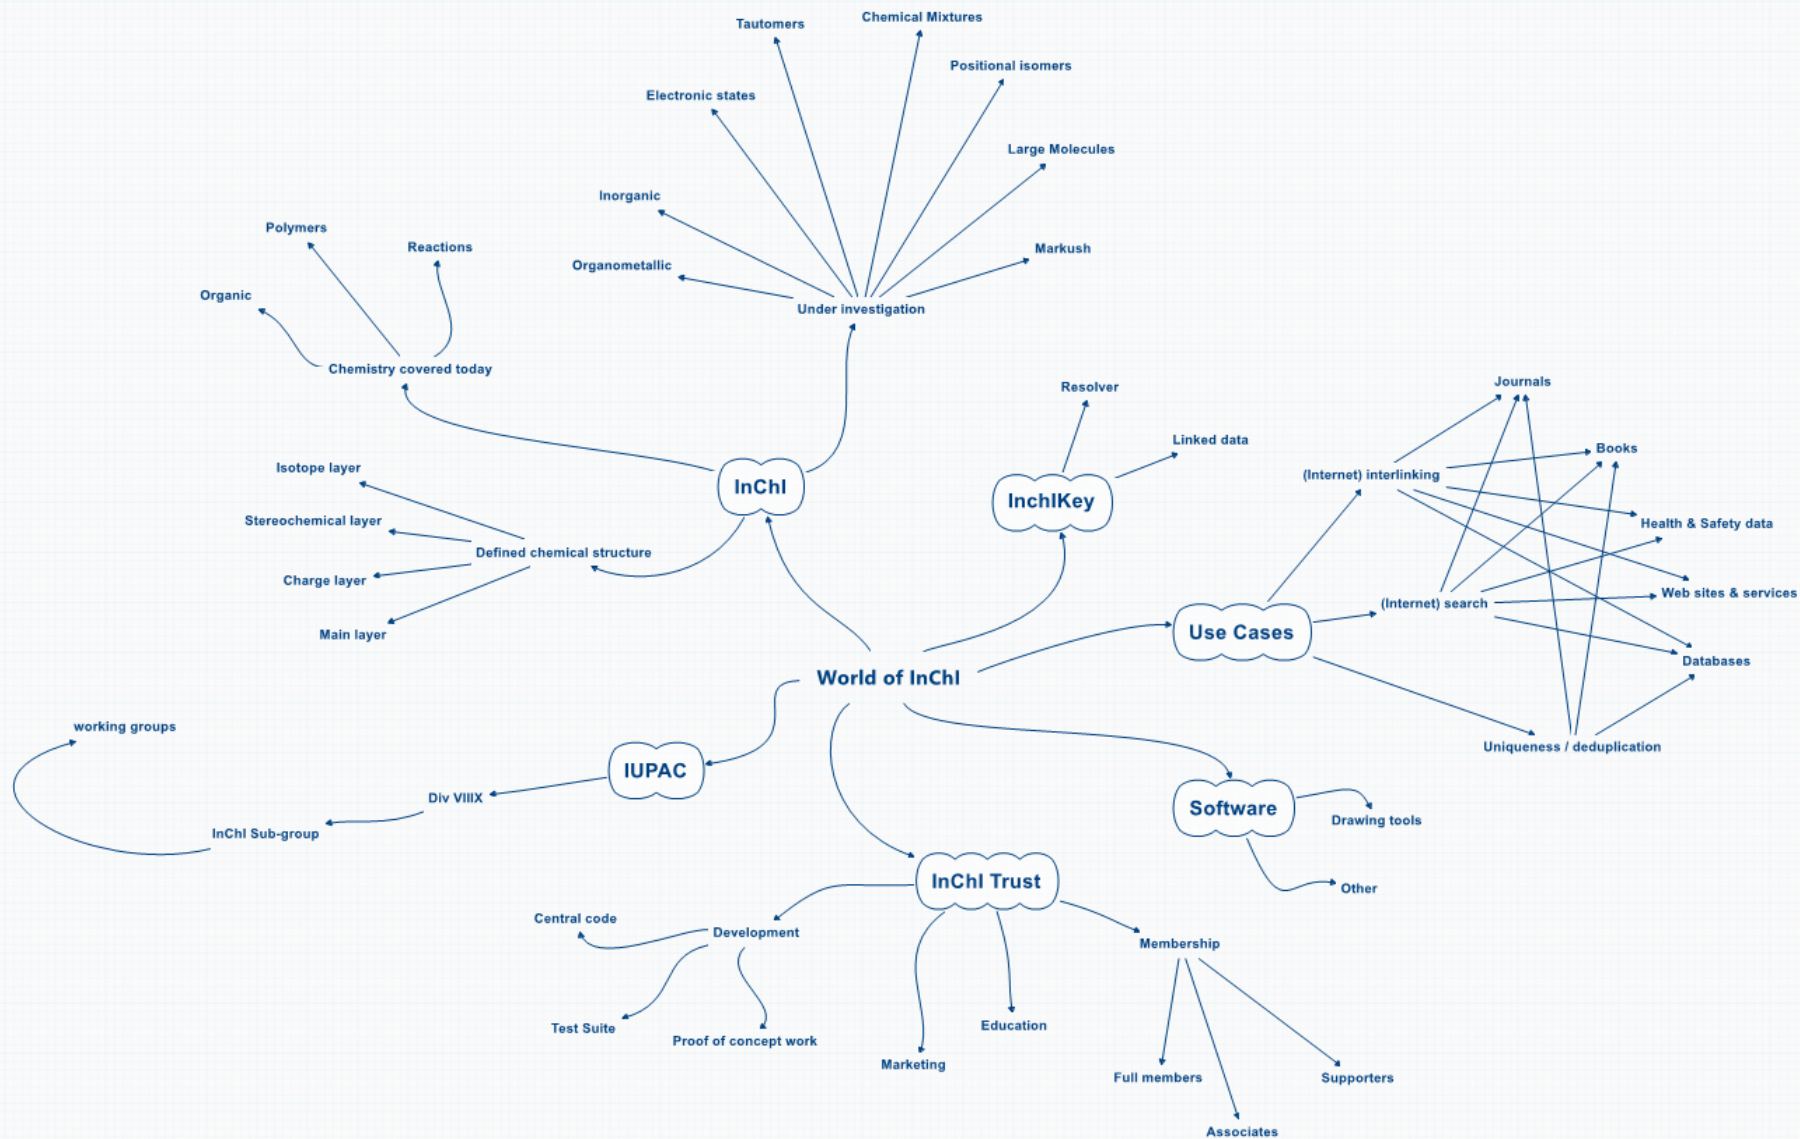 Chemical Mixtures
Tautomers
Positional isomers
Electronic states
Large Molecules
Inorganic
Polymers
Reactions
Markush
Organometallic
Organic
Under investigation
Chemistry covered today
Journals
Resolver
Linked data
Books
Isotope layer
(Internet) interlinking
InChI
InchIKey
Stereochemical layer
Health & Safety data
Defined chemical structure
Charge layer
Web sites & services
(Internet) search
Main layer
Use Cases
Databases
World of InChI
working groups
Uniqueness / deduplication
IUPAC
Div VIIIX
Software
Drawing tools
InChI Sub-group
InChI Trust
Other
Central code
Development
Membership
Test Suite
Education
Proof of concept work
Marketing
Full members
Supporters
Associates